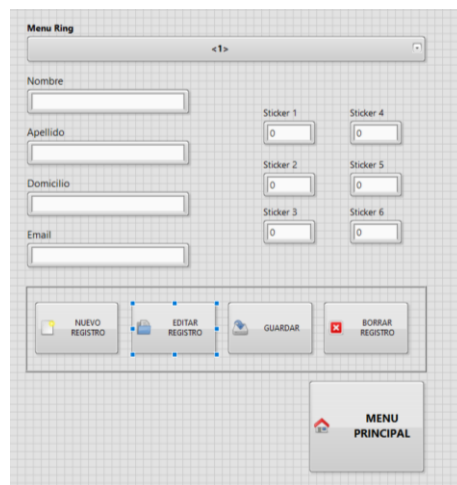 Menu Ring
<1>
Nombre
Apellido
Domicilio
Email
Sticker 1
0
Sticker 4
0
Sticker 2
0
Sticker 5
0
Sticker 3
0
Sticker 6
0
NUEVO
REGISTRO
EDITAR
REGISTRO
GUARDAR
BORRAR
REGISTRO
MENU
PRINCIPAL